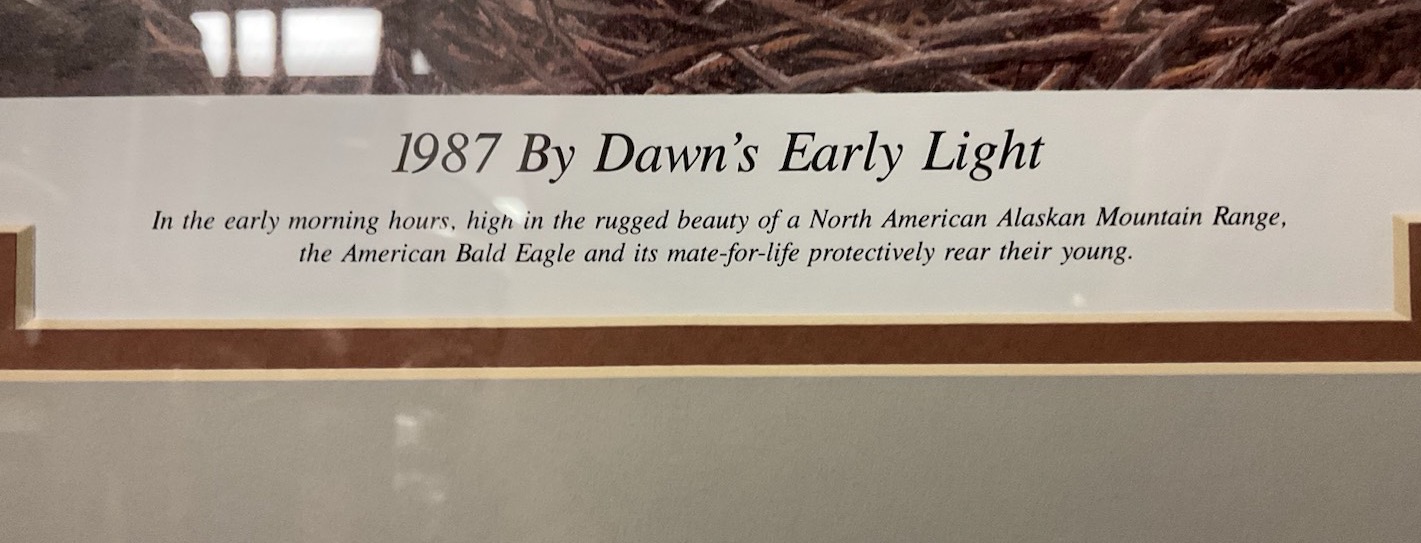 1987 By Dawn's Early Light
In the early morning hours, high in the rugged beauty of a North American Alaskan Mountain Range,
the American Bald Eagle and its mate-for-life protectively rear their young.